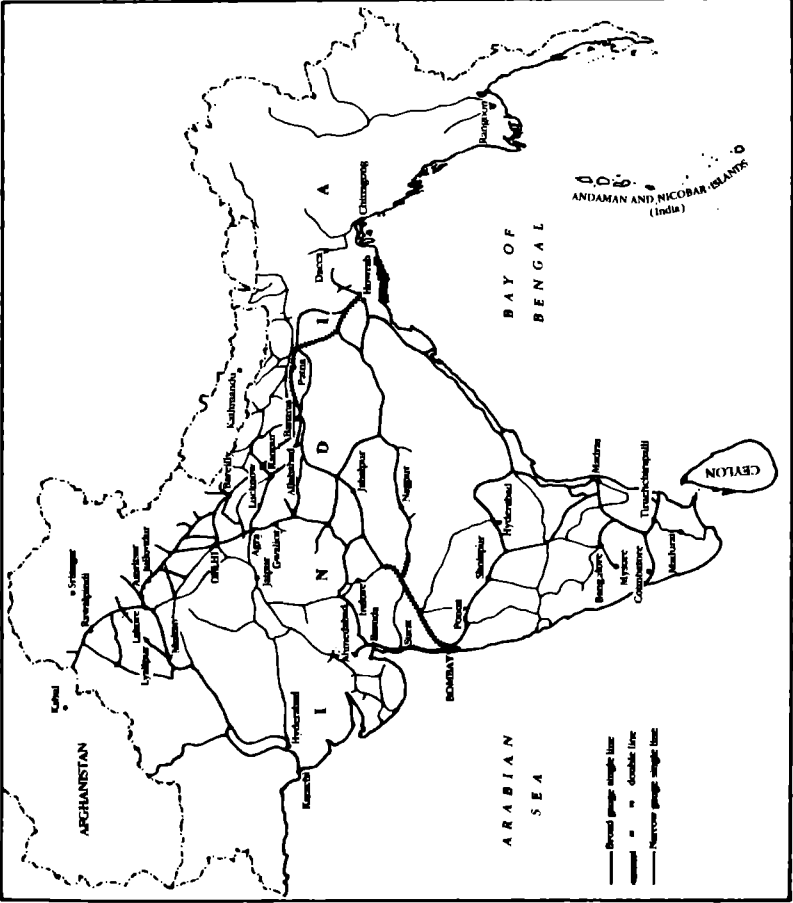 AFGHANISTAN
Kabul
Srinagar
Rawalpindi
Lahore
Amritsar
Jullundur
Lyallpur
Multan
DELHI
Bareilly
Kathmandu
Lucknow
Kanpur
Agra
Gwalior
Jaipur
Allahabad
Banaras
Patna
Dacca
Howrah
Chittagong
Rangoon
Hyderabad
Karachi
Ahmedabad
Baroda
Indore
Surat
Jabalpur
Nagpur
BOMBAY
Poona
Sholapur
Hyderabad
Madras
Bangalore
Mysore
Coimbatore
Tiruchchirapalli
Madurai
CEYLON
I N D I A
ARABIAN
SEA
BAY OF
BENGAL
ANDAMAN AND NICOBAR ISLANDS
(India)
Broad gauge single line
" " double line
Narrow gauge single line